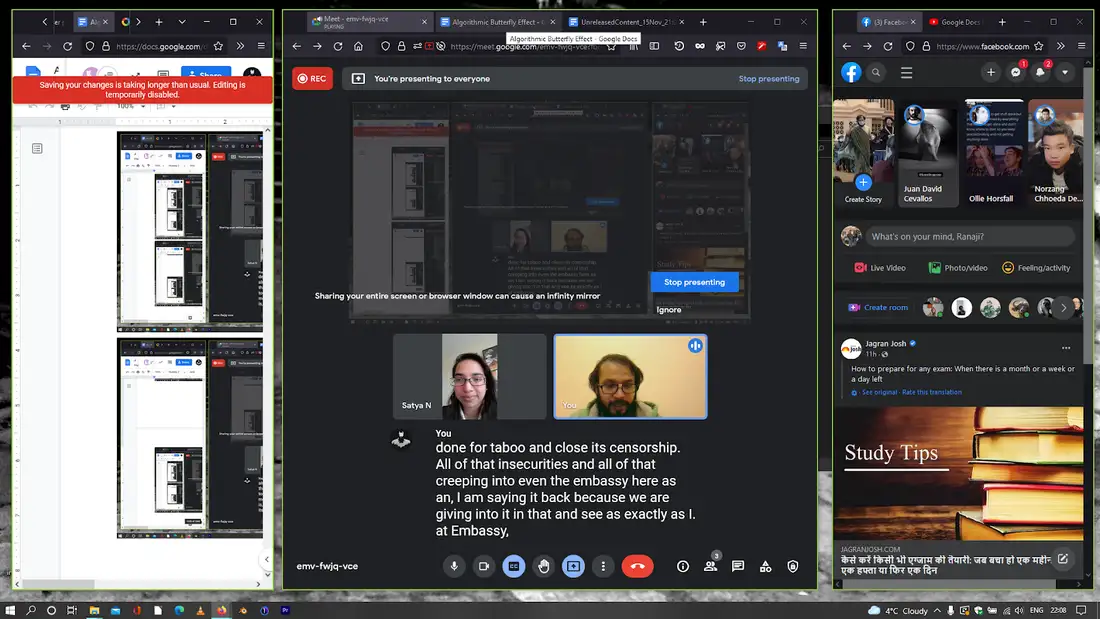 https://docs.google.com/
Share
Saving your changes is taking longer than usual. Editing is
temporarily disabled.
100%
Meet - emv-fwjq-vce
PLAYING
Algorithmic Butterfly Effect -
UnreleasedContent_15Nov_21
Algorithmic Butterfly Effect - Google Docs
https://meet.google.com/emv-fwjq-vce
REC
You're presenting to everyone
Stop presenting
Stop presenting
Sharing your entire screen or browser window can cause an infinity mirror
Ignore
Satya N
You
You
done for taboo and close its censorship.
All of that insecurities and all of that
creeping into even the embassy here as
an, I am saying it back because we are
giving into it in that and see as exactly as I.
at Embassy,
emv-fwjq-vce
3
(3) Faceb
Google Docs
https://www.facebook.com
1
2
Create Story
Juan David
Cevallos
Ollie Horsfall
Norzang
Chhoeda De...
What's on your mind, Ranaji?
Live Video
Photo/video
Feeling/activity
Create room
Jagran Josh
11h
How to prepare for any exam: When there is a month or a week or
a day left
See original · Rate this translation
Study Tips
JAGRANJOSH.COM
कैसे करें किसी भी एग्जाम की तैयारी: जब बचा हो एक महीना
एक हफ्ता या फिर एक दिन
4°C Cloudy
ENG
22:08